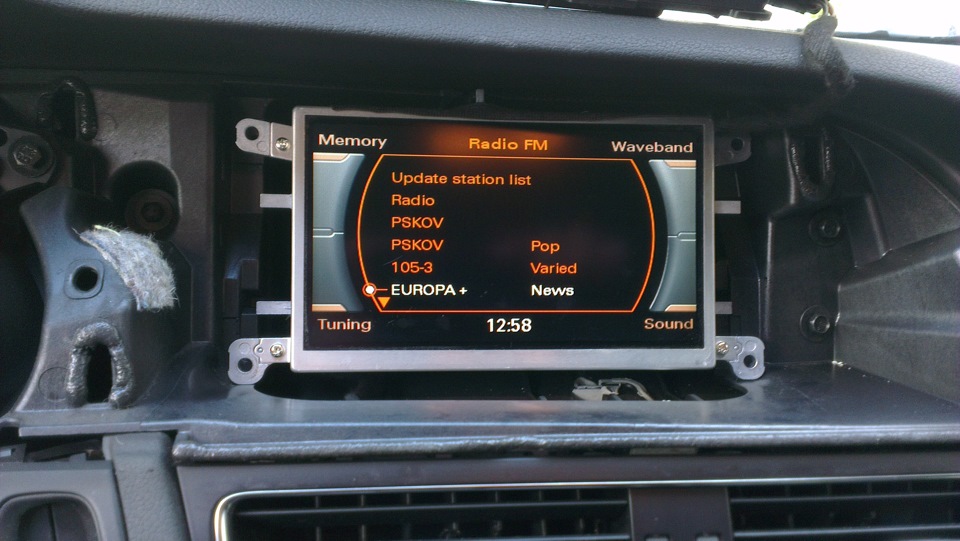 Memory Radio FM Waveband
Update station list
Radio
PSKOV
PSKOV Pop
105-3 Varied
EUROPA + News
Tuning 12:58 Sound